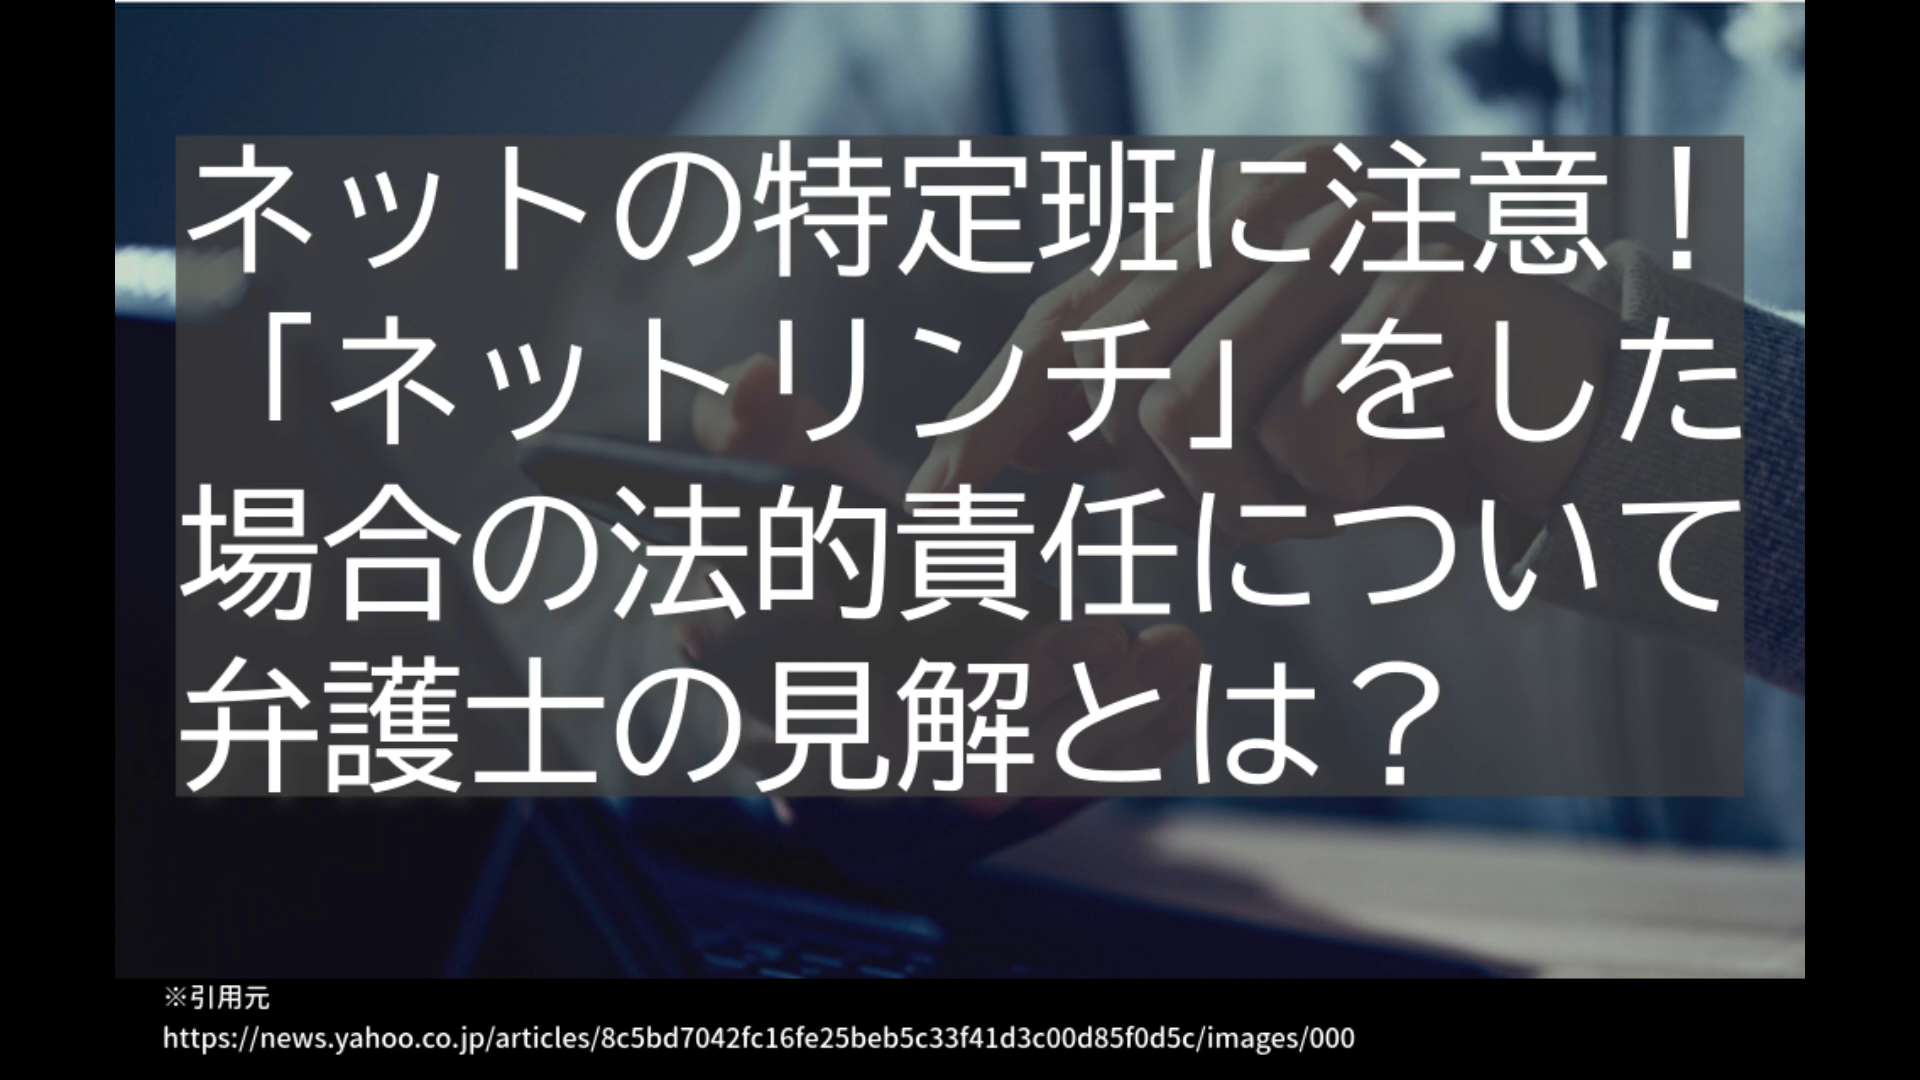 ネットの特定班に注意！
「ネットリンチ」をした
場合の法的責任について
弁護士の見解とは？
※引用元
https://news.yahoo.co.jp/articles/8c5bd7042fc16fe25beb5c33f41d3c00d85f0d5c/images/000